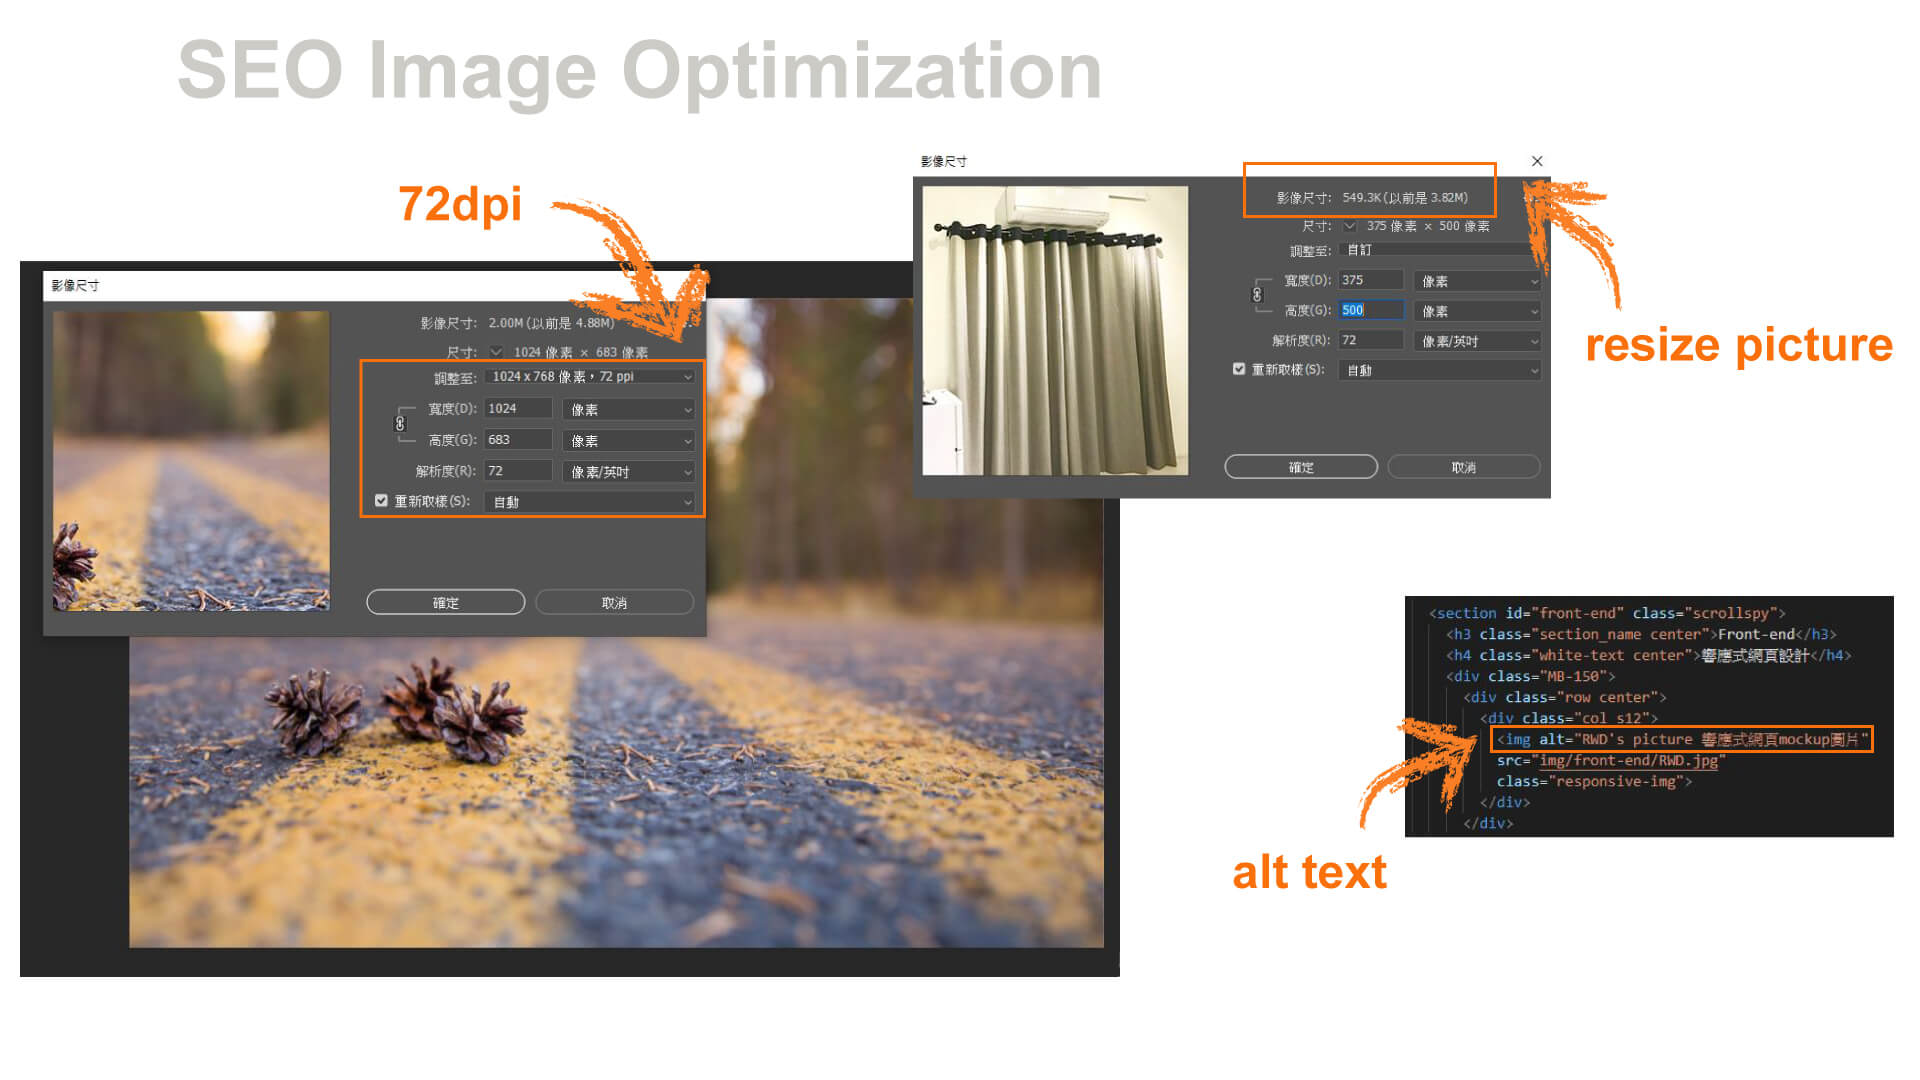 SEO Image Optimization
72dpi
影像尺寸
影像尺寸: 2.00M (以前是 4.88M)
尺寸: 1024 像素 × 683 像素
調整至: 1024 x 768 像素，72 ppi
寬度(D): 1024 像素
高度(G): 683 像素
解析度(R): 72 像素/英吋
重新取樣(S): 自動
確定 取消
影像尺寸
影像尺寸: 549.3K (以前是 3.82M)
尺寸: 375 像素 × 500 像素
調整至: 自訂
寬度(D): 375 像素
高度(G): 500 像素
解析度(R): 72 像素/英吋
重新取樣(S): 自動
確定 取消
resize picture
<section id="front-end" class="scrollspy">
<h3 class="section_name center">Front-end</h3>
<h4 class="white-text center">響應式網頁設計</h4>
<div class="MB-150">
<div class="row center">
<div class="col s12">
<img alt="RWD's picture 響應式網頁mockup圖片"
src="img/front-end/RWD.jpg"
class="responsive-img">
</div>
</div>
alt text